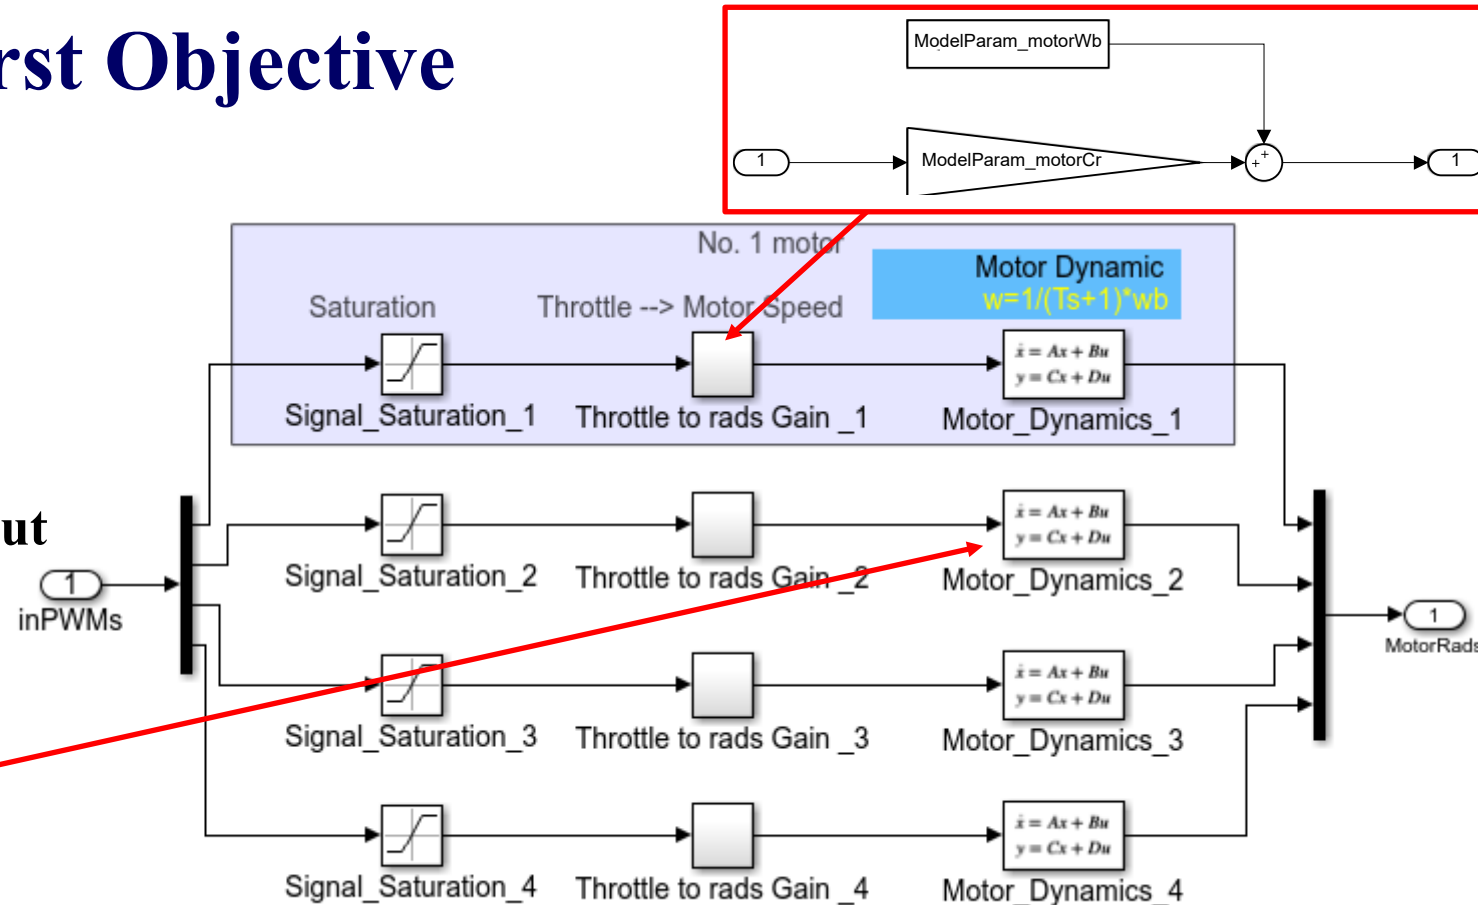 rst Objective
ModelParam_motorWb
1
ModelParam_motorCr
+
+
1
No. 1 motor
Motor Dynamic
w=1/(Ts+1)*wb
Saturation
Throttle --> Motor Speed
ẋ = Ax + Bu
y = Cx + Du
Signal_Saturation_1
Throttle to rads Gain _1
Motor_Dynamics_1
ut
1
inPWMs
ẋ = Ax + Bu
y = Cx + Du
Signal_Saturation_2
Throttle to rads Gain _2
Motor_Dynamics_2
1
MotorRads
ẋ = Ax + Bu
y = Cx + Du
Signal_Saturation_3
Throttle to rads Gain _3
Motor_Dynamics_3
ẋ = Ax + Bu
y = Cx + Du
Signal_Saturation_4
Throttle to rads Gain _4
Motor_Dynamics_4